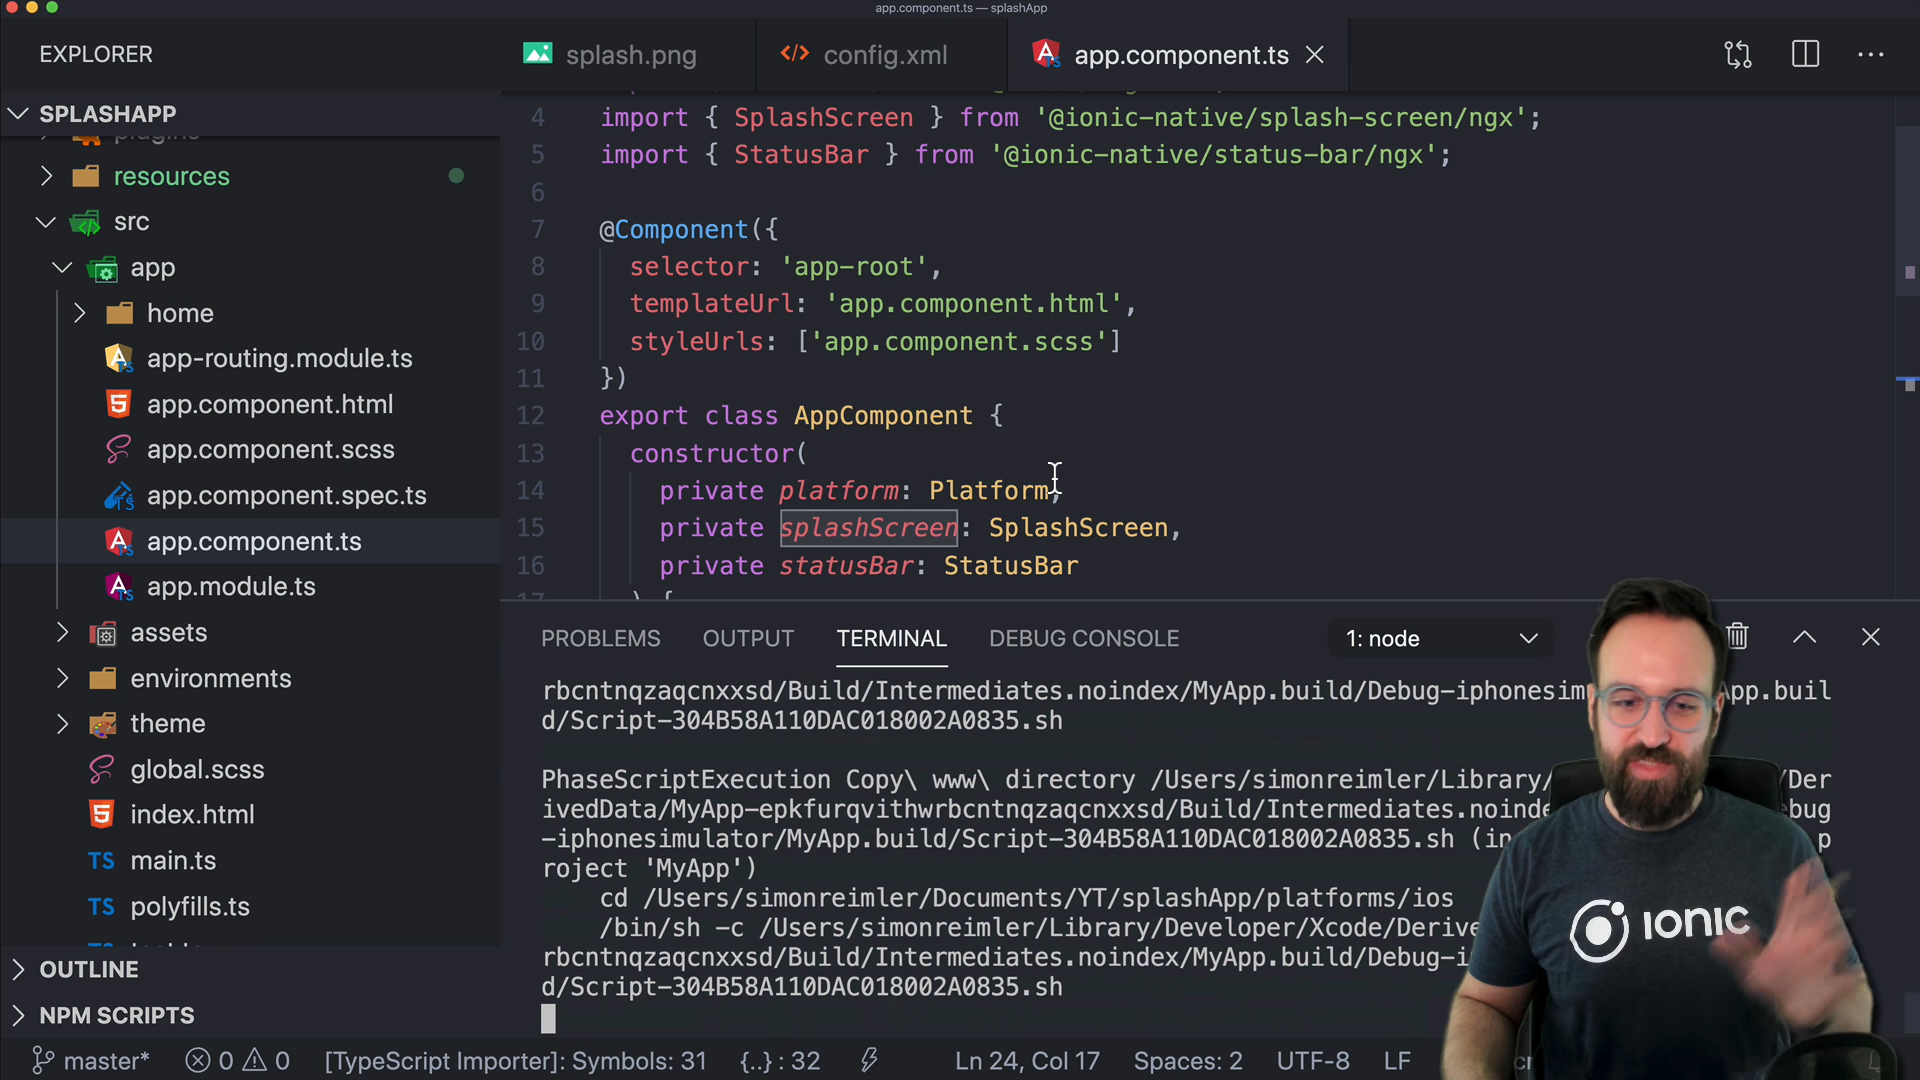 app.component.ts — splashApp
EXPLORER
splash.png
config.xml
app.component.ts
SPLASHAPP
plugins
resources
src
app
home
app-routing.module.ts
app.component.html
app.component.scss
app.component.spec.ts
app.component.ts
app.module.ts
assets
environments
theme
global.scss
index.html
TS main.ts
TS polyfills.ts
OUTLINE
NPM SCRIPTS
4 import { SplashScreen } from '@ionic-native/splash-screen/ngx';
5 import { StatusBar } from '@ionic-native/status-bar/ngx';
6
7 @Component({
8 selector: 'app-root',
9 templateUrl: 'app.component.html',
10 styleUrls: ['app.component.scss']
11 })
12 export class AppComponent {
13 constructor(
14 private platform: Platform,
15 private splashScreen: SplashScreen,
16 private statusBar: StatusBar
17 ) {
PROBLEMS OUTPUT TERMINAL DEBUG CONSOLE 1: node
rbcntnqzaqcnxxsd/Build/Intermediates.noindex/MyApp.build/Debug-iphonesim pp.buil
d/Script-304B58A110DAC018002A0835.sh
PhaseScriptExecution Copy\ www\ directory /Users/simonreimler/Library/ /Der
ivedData/MyApp-epkfurqvithwrbcntnqzaqcnxxsd/Build/Intermediates.noinde ebug
-iphonesimulator/MyApp.build/Script-304B58A110DAC018002A0835.sh (in p
roject 'MyApp')
cd /Users/simonreimler/Documents/YT/splashApp/platforms/ios
/bin/sh -c /Users/simonreimler/Library/Developer/Xcode/Derive
rbcntnqzaqcnxxsd/Build/Intermediates.noindex/MyApp.build/Debug-i
d/Script-304B58A110DAC018002A0835.sh
IONIC
master* 0 0 [TypeScript Importer]: Symbols: 31 {..} : 32 Ln 24, Col 17 Spaces: 2 UTF-8 LF